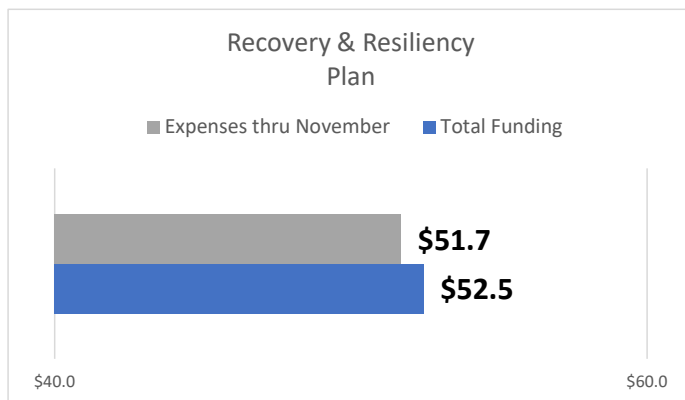 Recovery & Resiliency
Plan
Expenses thru November Total Funding
$51.7
$52.5
$40.0 $60.0